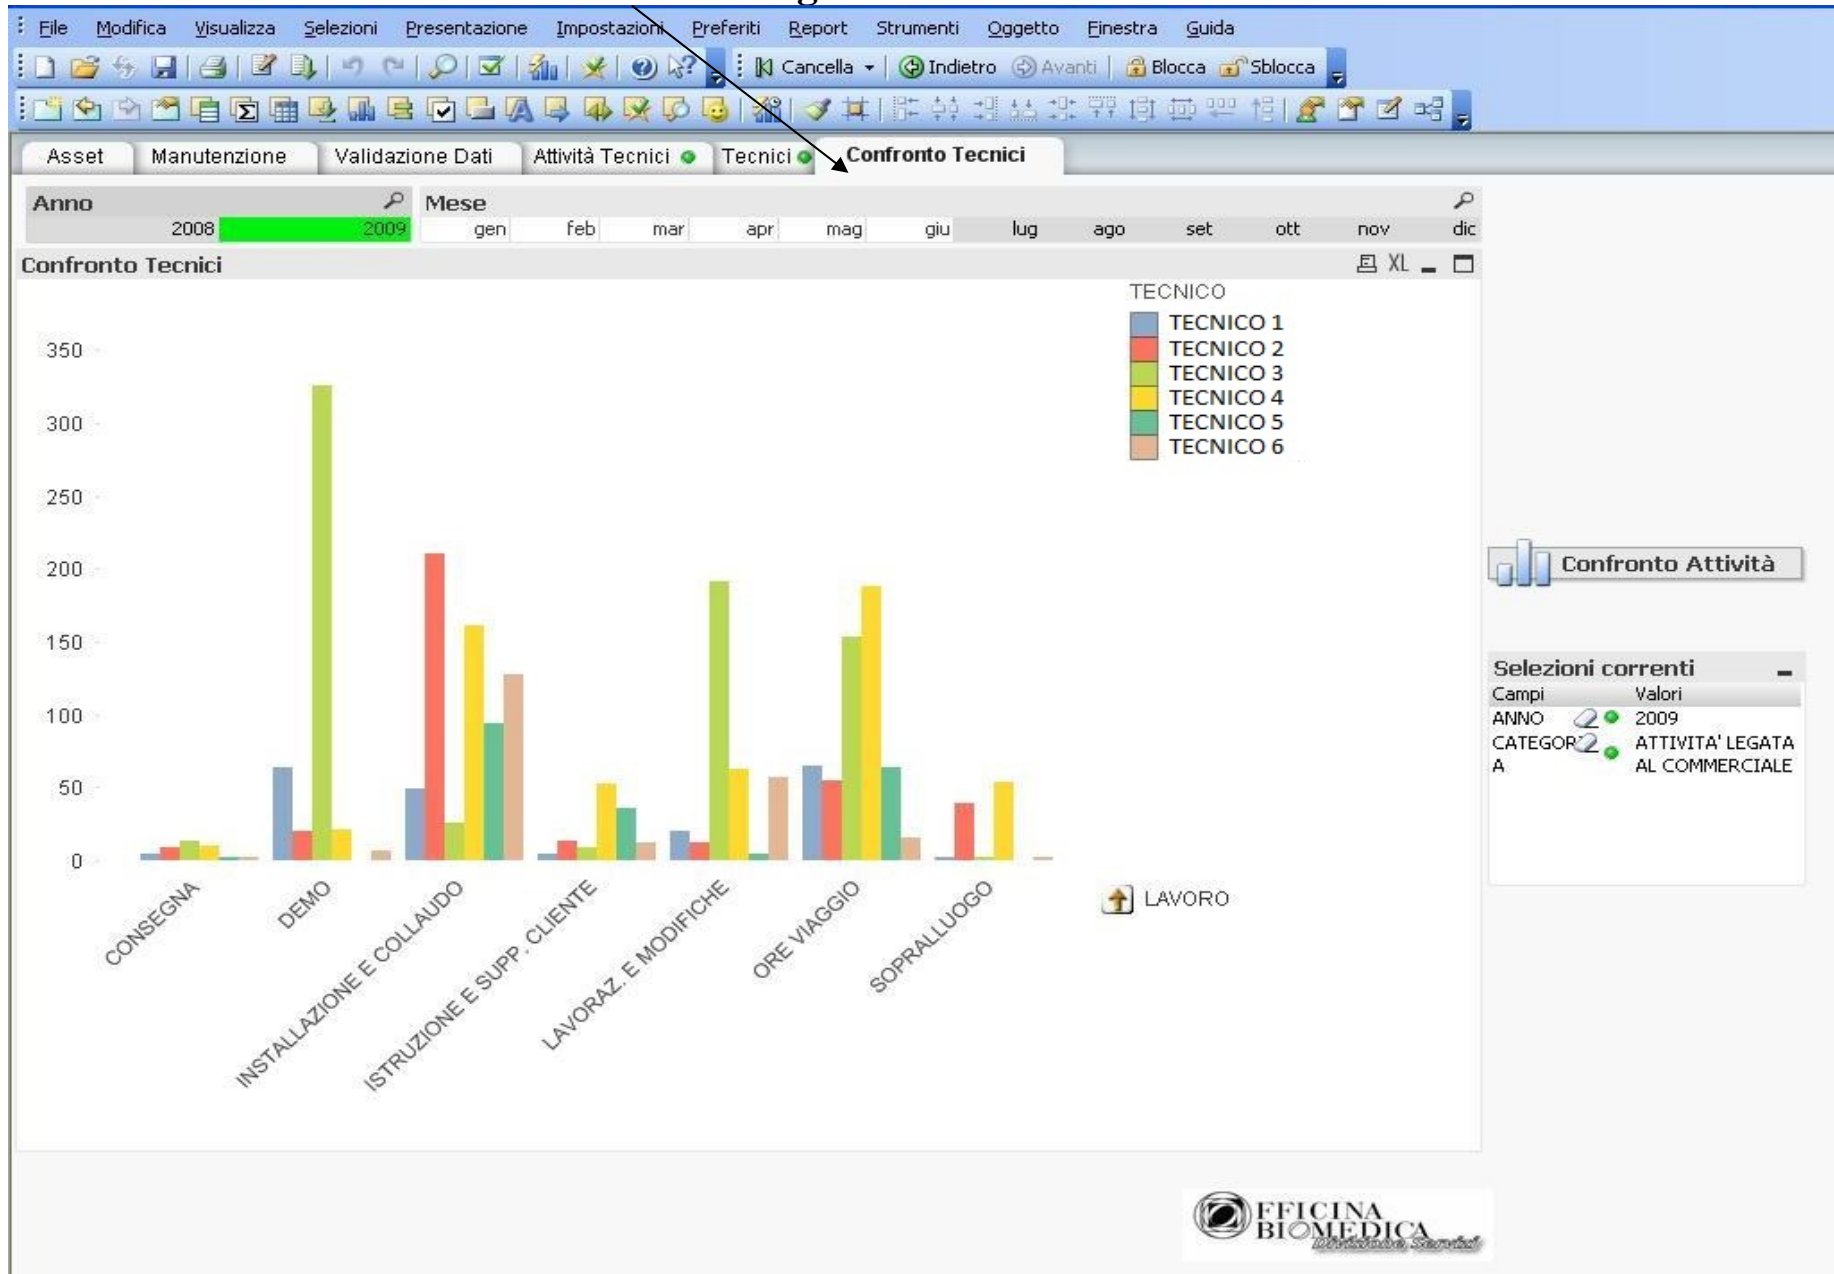 File Modifica Visualizza Selezioni Presentazione Impostazioni Preferiti Report Strumenti Oggetto Finestra Guida
Cancella Indietro Avanti Blocca Sblocca
Asset Manutenzione Validazione Dati Attività Tecnici Tecnici Confronto Tecnici
Anno Mese
2008 2009 gen feb mar apr mag giu lug ago set ott nov dic
Confronto Tecnici XL
TECNICO
TECNICO 1
TECNICO 2
TECNICO 3
TECNICO 4
TECNICO 5
TECNICO 6
350
300
250
200
150
100
50
0
CONSEGNA
DEMO
INSTALLAZIONE E COLLAUDO
ISTRUZIONE E SUPP. CLIENTE
LAVORAZ. E MODIFICHE
ORE VIAGGIO
SOPRALLUOGO
LAVORO
Confronto Attività
Selezioni correnti
Campi Valori
ANNO 2009
CATEGOR ATTIVITA' LEGATA
A AL COMMERCIALE
OFFICINA
BIOMEDICA
Divisione Servizi